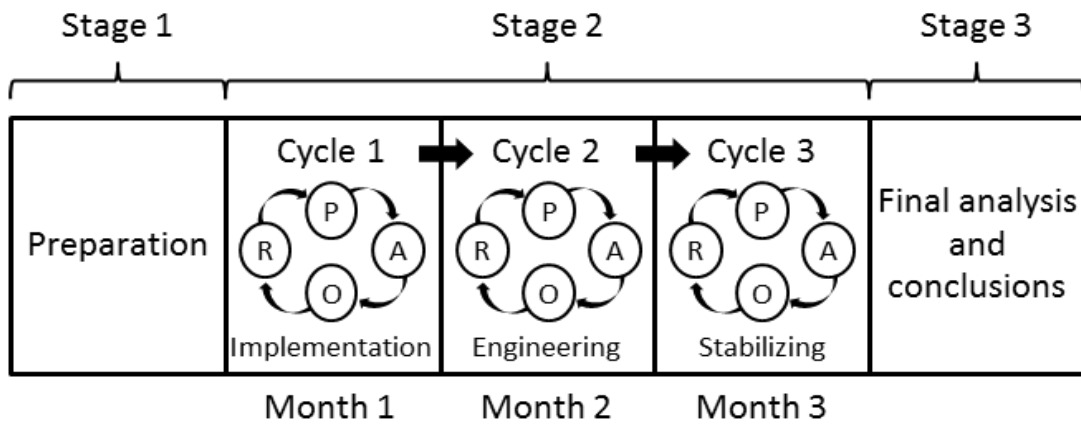 Stage 1
Stage 2
Stage 3
Preparation
Cycle 1
P
R
A
O
Implementation
Cycle 2
P
R
A
O
Engineering
Cycle 3
P
R
A
O
Stabilizing
Final analysis
and
conclusions
Month 1
Month 2
Month 3